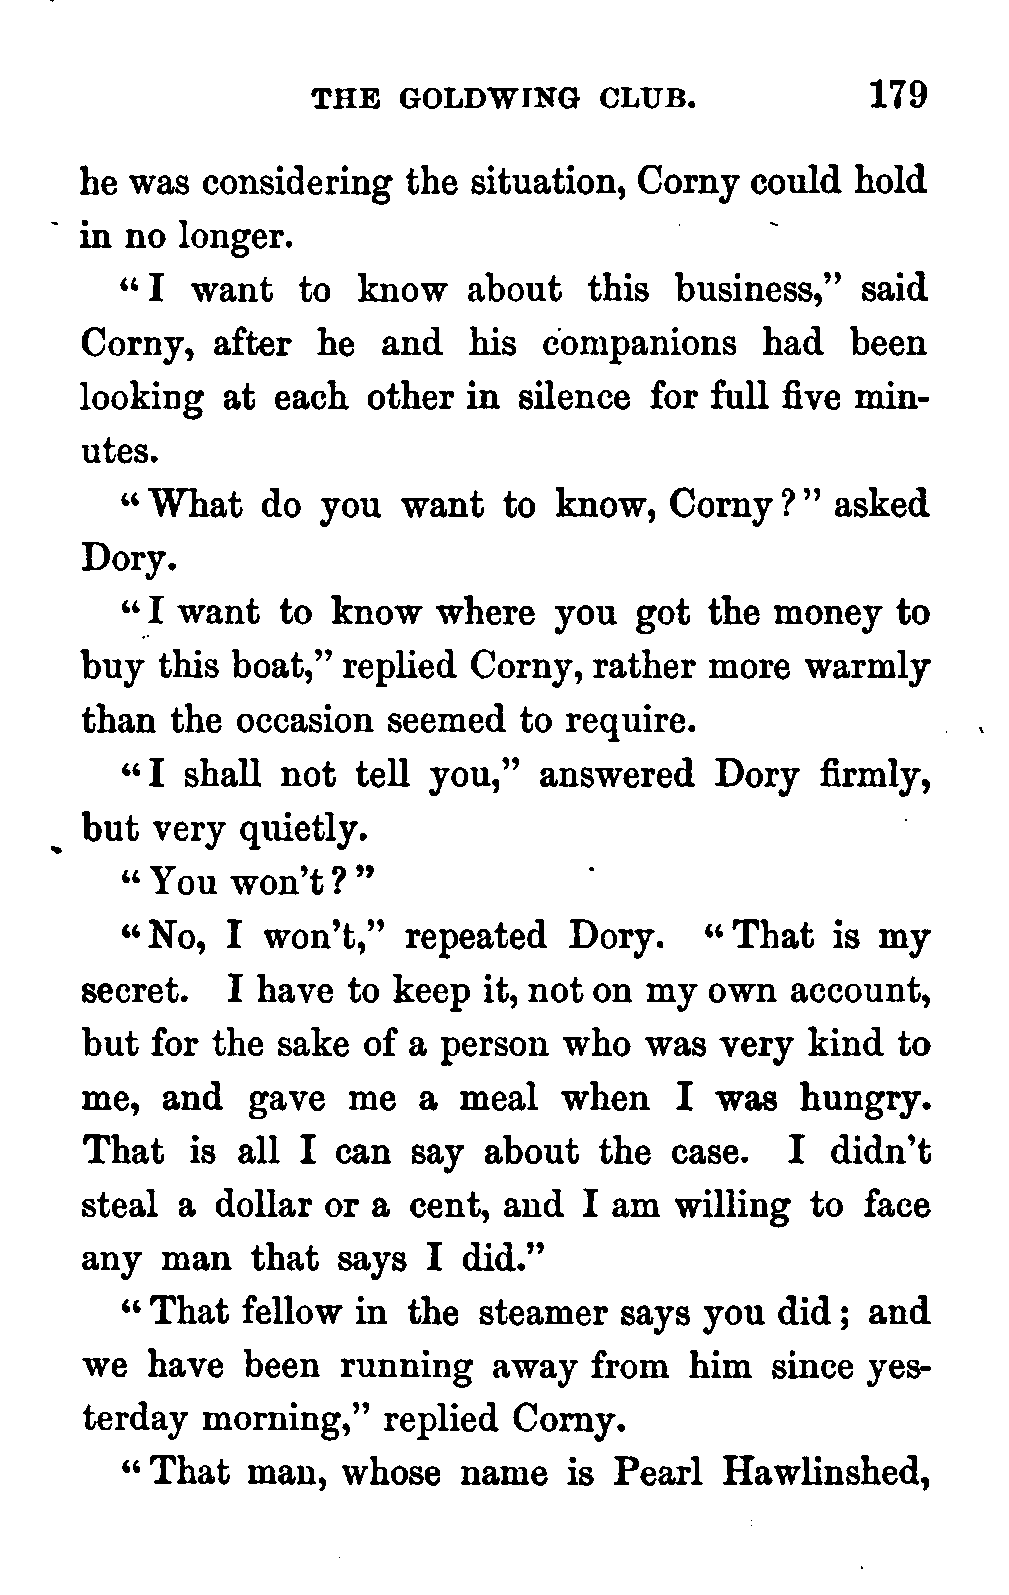 THE GOLDWING CLUB. 179
he was considering the situation, Corny could hold
in no longer.
“I want to know about this business,” said
Corny, after he and his companions had been
looking at each other in silence for full five min-
utes.
“What do you want to know, Corny?” asked
Dory.
“I want to know where you got the money to
buy this boat,” replied Corny, rather more warmly
than the occasion seemed to require.
“I shall not tell you,” answered Dory firmly,
but very quietly.
“You won’t?”
“No, I won’t,” repeated Dory. “That is my
secret. I have to keep it, not on my own account,
but for the sake of a person who was very kind to
me, and gave me a meal when I was hungry.
That is all I can say about the case. I didn’t
steal a dollar or a cent, and I am willing to face
any man that says I did.”
“That fellow in the steamer says you did; and
we have been running away from him since yes-
terday morning,” replied Corny.
“That man, whose name is Pearl Hawlinshed,